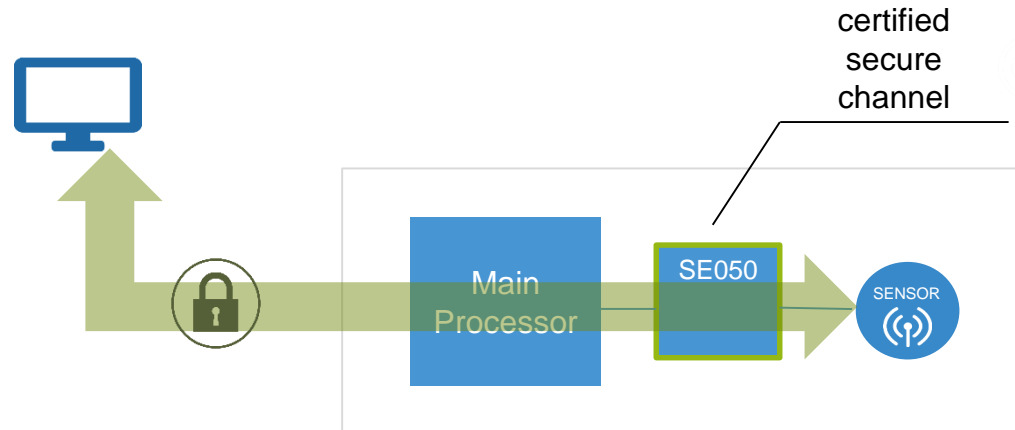 certified
secure
channel
Main
Processor
SE050
SENSOR